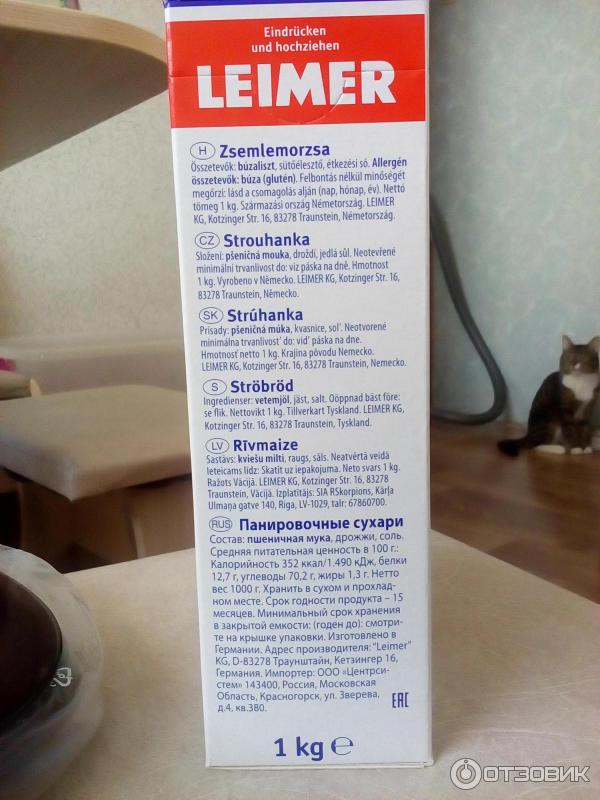 Eindrücken
und hochziehen
LEIMER
H Zsemlemorzsa
Összetevők: búzaliszt, sütőélesztő, étkezési só. Allergén
összetevők: búza (glutén). Felbontás nélkül minőségét
megőrzi: lásd a csomagolás alján (nap, hónap, év). Nettó
tömeg 1 kg. Származási ország Németország. LEIMER
KG, Kotzinger Str. 16, 83278 Traunstein, Németország.
CZ Strouhanka
Složení: pšeničná mouka, droždí, jedlá sůl. Neotevřené
minimální trvanlivost do: viz páska na dně. Hmotnost
1 kg. Vyrobeno v Německo. LEIMER KG, Kotzinger Str. 16,
83278 Traunstein, Německo.
SK Strúhanka
Prisady: pšeničná múka, kvasnice, sol'. Neotvorené
minimálna trvanlivost' do: vid' páska na dne.
Hmotnosť netto 1 kg. Krajina pôvodu Nemecko.
LEIMER KG, Kotzinger Str. 16, 83278 Traunstein, Nemecko.
S Ströbröd
Ingredienser: vetemjöl, jäst, salt. Oöppnad bäst före:
se flik. Nettovikt 1 kg. Tillverkart Tyskland. LEIMER KG,
Kotzinger Str. 16, 83278 Traunstein, Tyskland.
LV Rīvmaize
Sastāvs: kviešu milti, raugs, sāls. Neatvērtā veidā
leteicams līdz: Skatīt uz iepakojuma. Neto svars 1 kg.
Ražots Vācijā. LEIMER KG, Kotzinger Str. 16, 83278
Traunstein, Vācijā. Izplatītājs: SIA RSkorpions, Kārļa
Ulmaņa gatve 140, Riga, LV-1029, talr: 67860700.
RUS Панировочные сухари
Состав: пшеничная мука, дрожжи, соль.
Средняя питательная ценность в 100 г.:
Калорийность 352 ккал/1.490 кДж, белки
12,7 г, углеводы 70,2 г, жиры 1,3 г. Нетто
вес 1000 г. Хранить в сухом и прохлад-
ном месте. Срок годности продукта – 15
месяцев. Минимальный срок хранения
в закрытой емкости: (годен до): смотри-
те на крышке упаковки. Изготовлено в
Германии. Адрес производителя: "Leimer"
KG, D-83278 Траунштайн, Кетзингер 16,
Германия. Импортер: ООО «Центрси-
стем» 143400, Россия, Московская
Область, Красногорск, ул. Зверева,
д.4, кв.380.
EAC
1 kg e
ОТЗОВИК